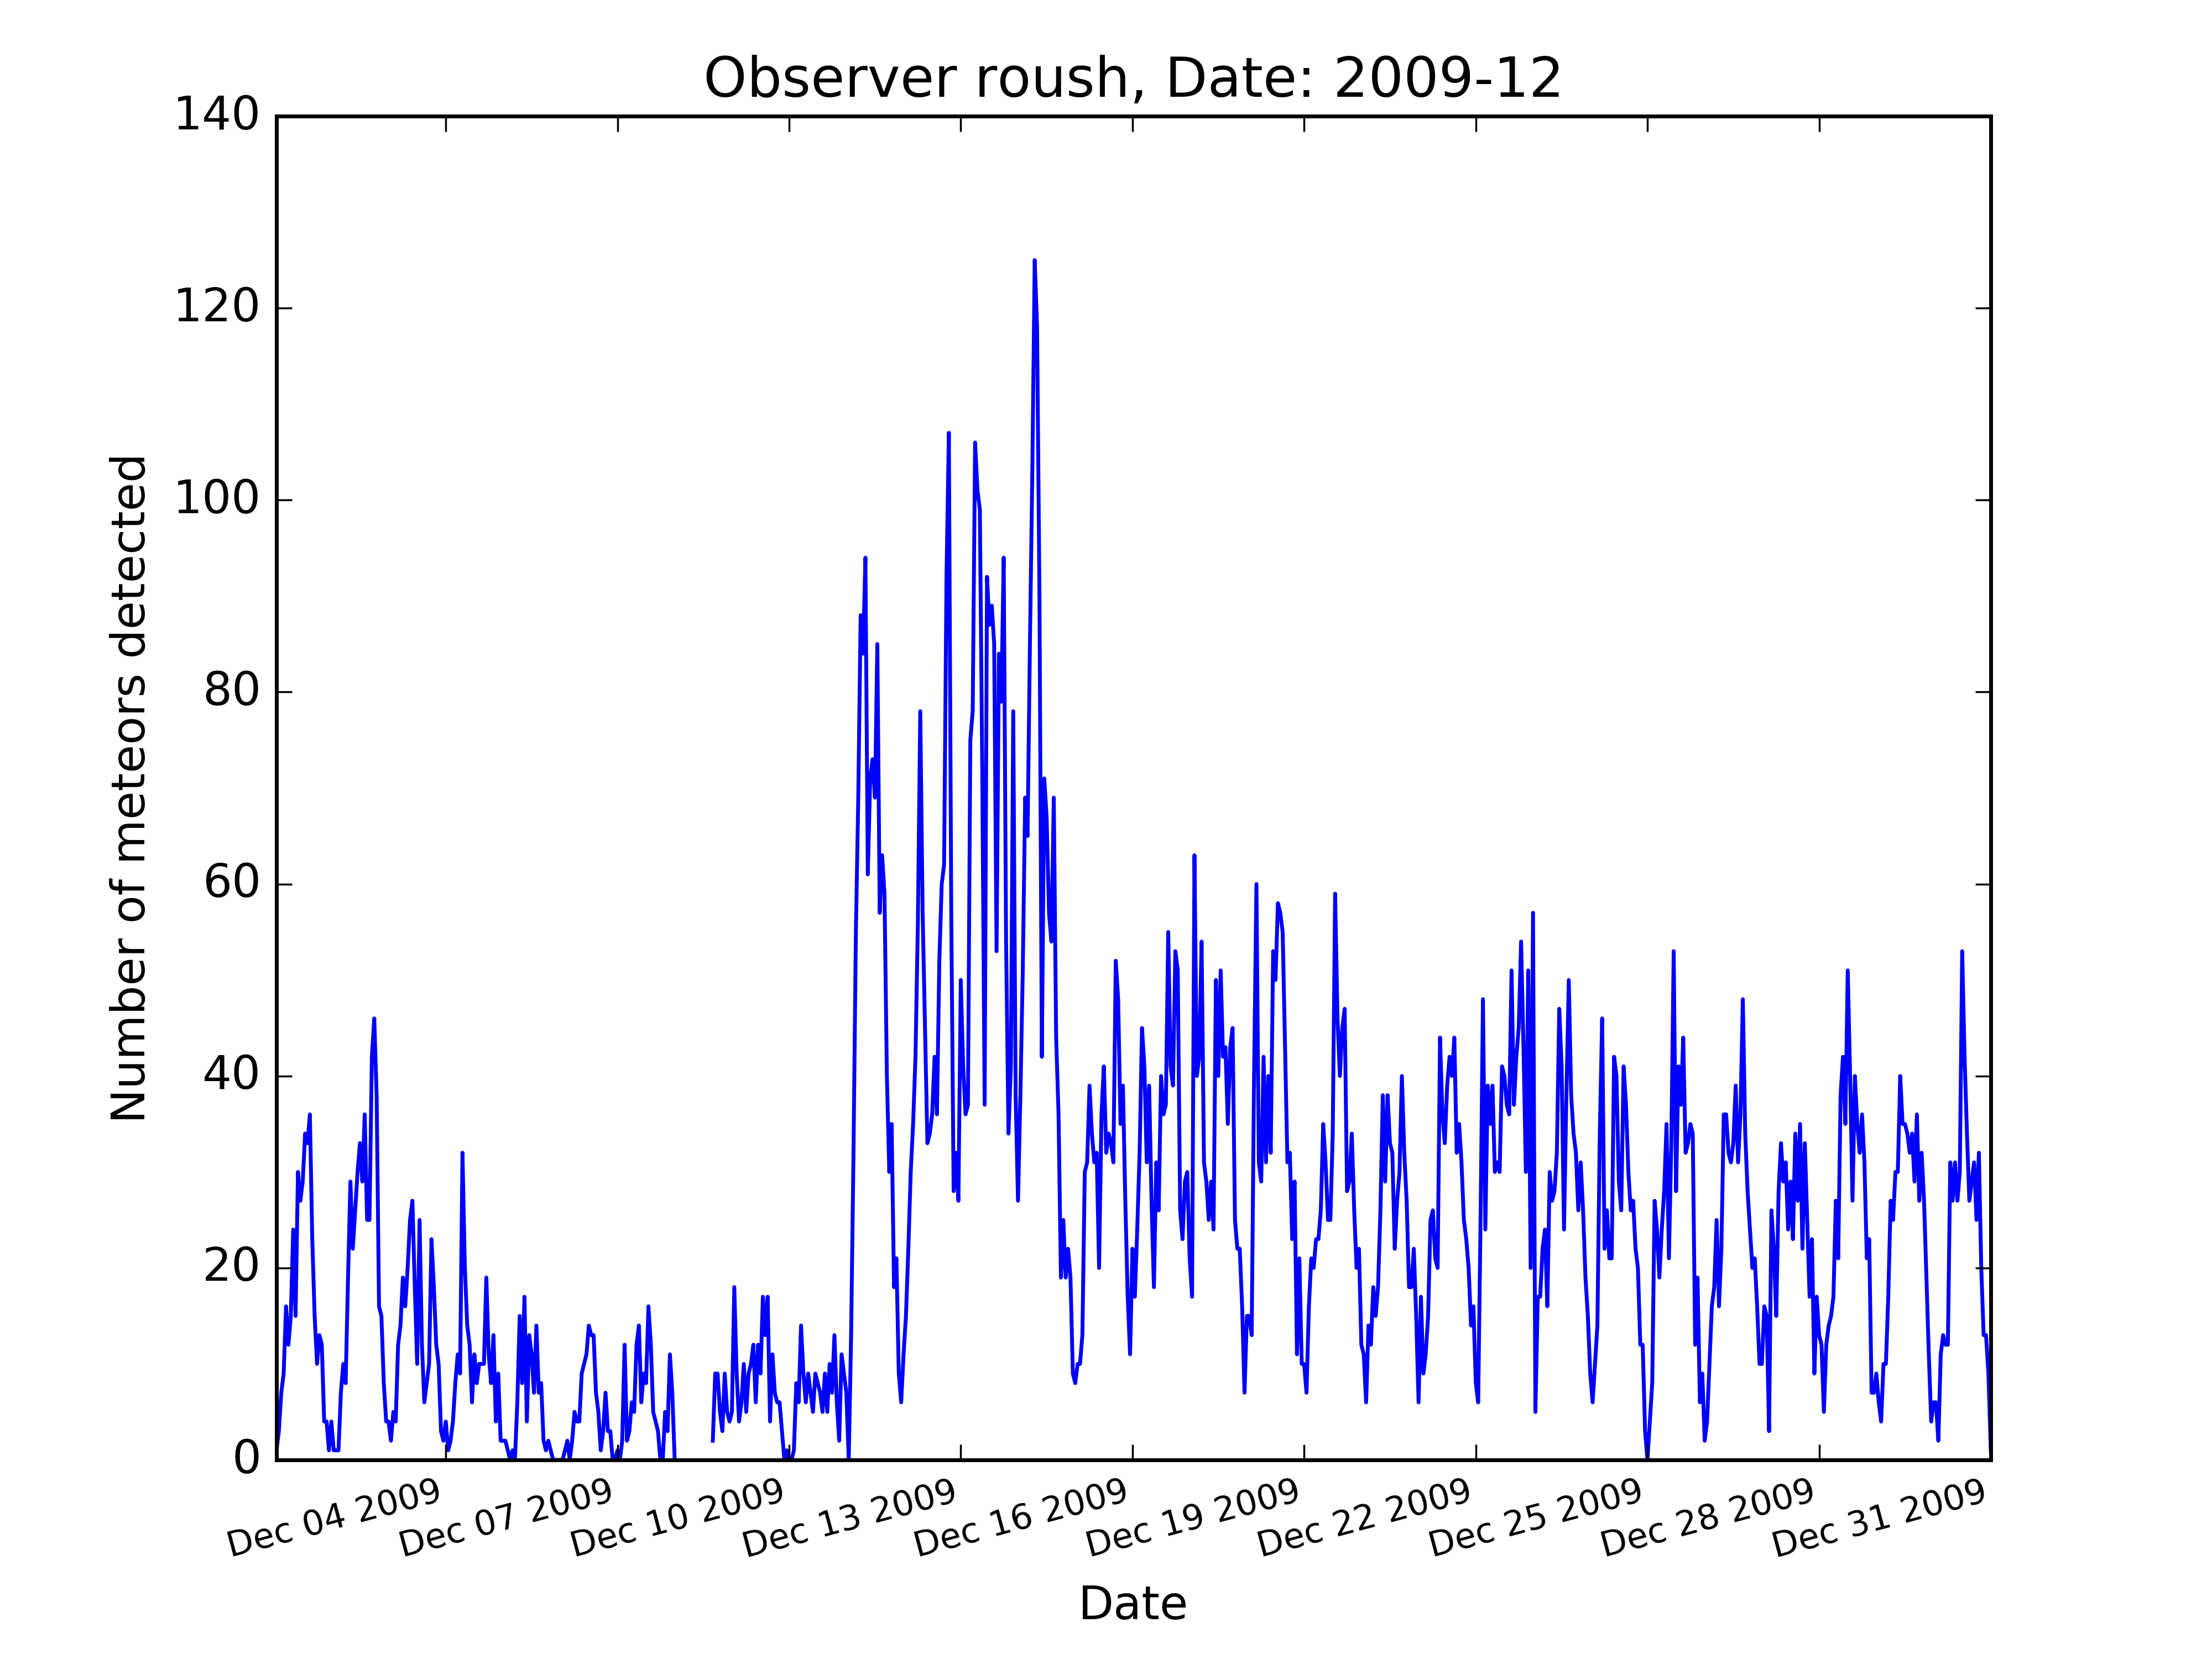 Observer roush, Date: 2009-12
140
120
100
80
60
40
20
0
Number of meteors detected
Dec 04 2009
Dec 07 2009
Dec 10 2009
Dec 13 2009
Dec 16 2009
Dec 19 2009
Dec 22 2009
Dec 25 2009
Dec 28 2009
Dec 31 2009
Date